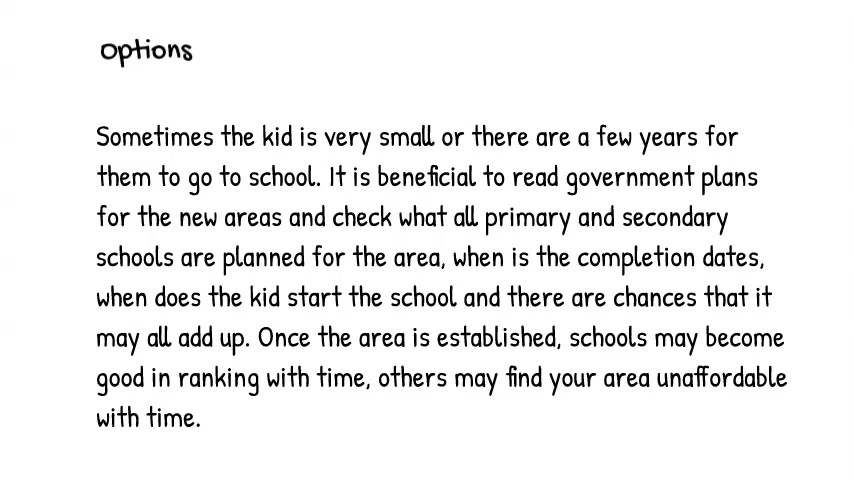 Options
Sometimes the kid is very small or there are a few years for
them to go to school. It is beneficial to read government plans
for the new areas and check what all primary and secondary
schools are planned for the area, when is the completion dates,
when does the kid start the school and there are chances that it
may all add up. Once the area is established, schools may become
good in ranking with time, others may find your area unaffordable
with time.